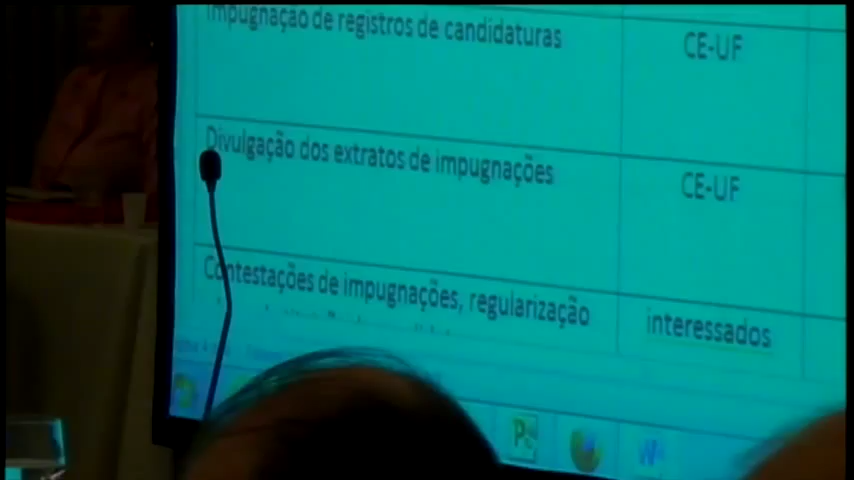 Impugnação de registros de candidaturas
CE-UF
Divulgação dos extratos de impugnações
CE-UF
Contestações de impugnações, regularização
interessados